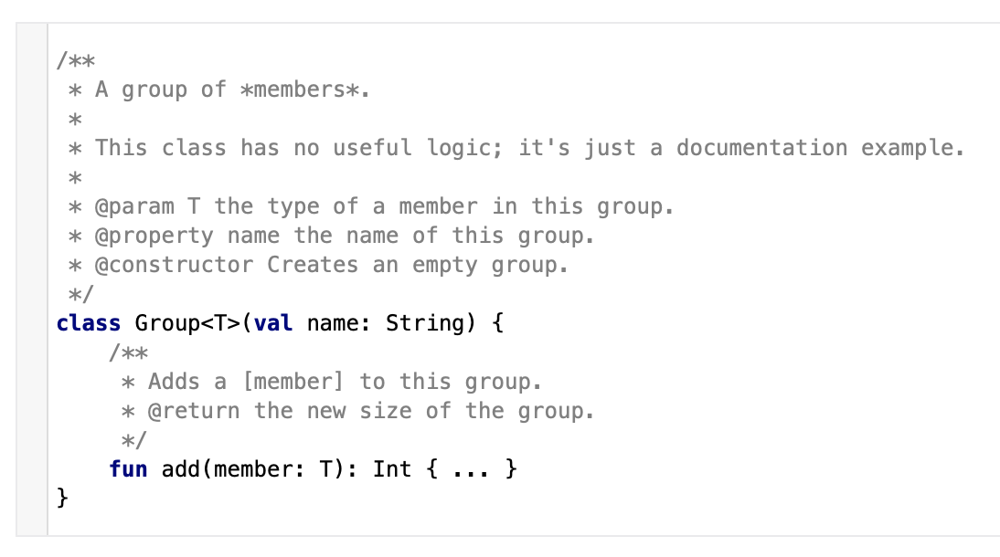 /**
 * A group of *members*.
 *
 * This class has no useful logic; it's just a documentation example.
 *
 * @param T the type of a member in this group.
 * @property name the name of this group.
 * @constructor Creates an empty group.
 */
class Group<T>(val name: String) {
    /**
     * Adds a [member] to this group.
     * @return the new size of the group.
     */
    fun add(member: T): Int { ... }
}